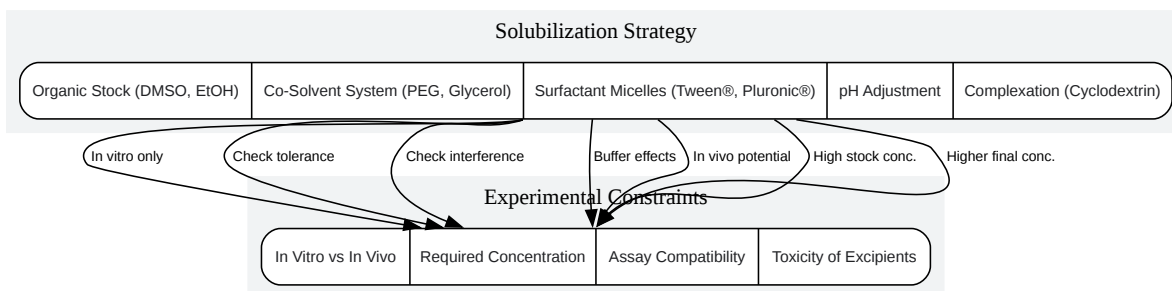 Solubilization Strategy
Organic Stock (DMSO, EtOH)
Co-Solvent System (PEG, Glycerol)
Surfactant Micelles (Tween®, Pluronic®)
pH Adjustment
Complexation (Cyclodextrin)
In vitro only
Check tolerance
Check interference
Buffer effects
In vivo potential
High stock conc.
Higher final conc.
Experimental Constraints
In Vitro vs In Vivo
Required Concentration
Assay Compatibility
Toxicity of Excipients